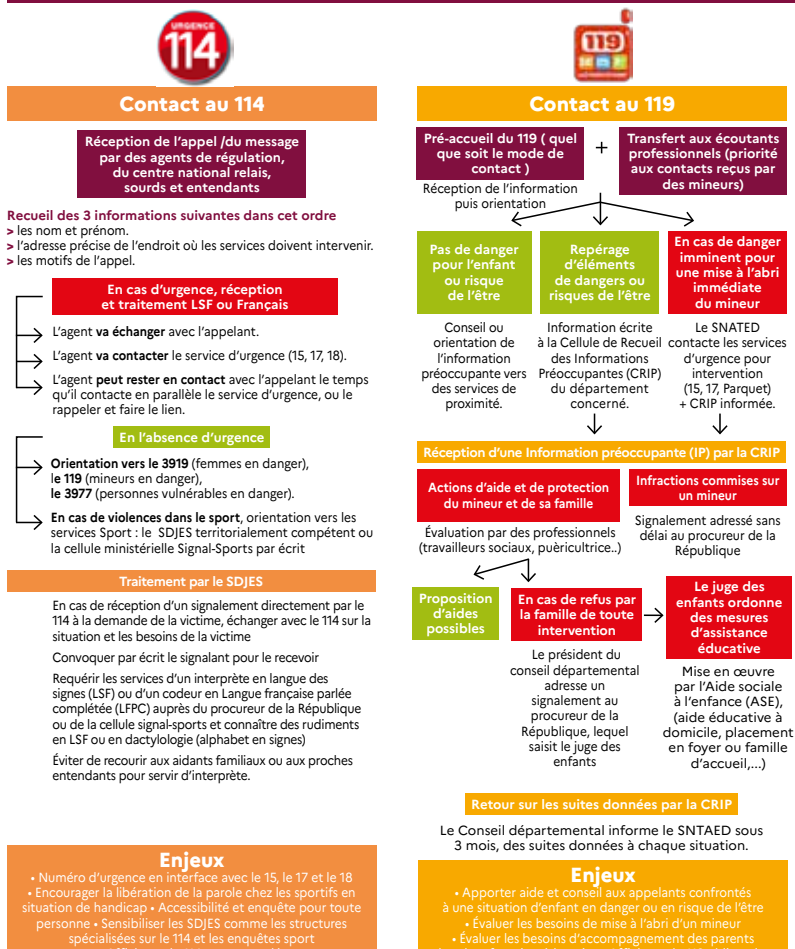 URGENCE
114
Contact au 114
Réception de l'appel /du message
par des agents de régulation,
du centre national relais,
sourds et entendants
Recueil des 3 informations suivantes dans cet ordre
> les nom et prénom.
> l'adresse précise de l'endroit où les services doivent intervenir.
> les motifs de l'appel.
En cas d'urgence, réception
et traitement LSF ou Français
L'agent va échanger avec l'appelant.
L'agent va contacter le service d'urgence (15, 17, 18).
L'agent peut rester en contact avec l'appelant le temps
qu'il contacte en parallèle le service d'urgence, ou le
rappeler et faire le lien.
En l'absence d'urgence
Orientation vers le 3919 (femmes en danger),
le 119 (mineurs en danger),
le 3977 (personnes vulnérables en danger).
En cas de violences dans le sport, orientation vers les
services Sport : le SDJES territorialement compétent ou
la cellule ministérielle Signal-Sports par écrit
Traitement par le SDJES
En cas de réception d'un signalement directement par le
114 à la demande de la victime, échanger avec le 114 sur la
situation et les besoins de la victime
Convoquer par écrit le signalant pour le recevoir
Requérir les services d'un interprète en langue des
signes (LSF) ou d'un codeur en Langue française parlée
complétée (LFPC) auprès du procureur de la République
ou de la cellule signal-sports et connaître des rudiments
en LSF ou en dactylologie (alphabet en signes)
Éviter de recourir aux aidants familiaux ou aux proches
entendants pour servir d'interprète.
Enjeux
• Numéro d'urgence en interface avec le 15, le 17 et le 18
• Encourager la libération de la parole chez les sportifs en
situation de handicap • Accessibilité et enquête pour toute
personne • Sensibiliser les SDJES comme les structures
spécialisées sur le 114 et les enquêtes sport
119
Contact au 119
Pré-accueil du 119 ( quel
que soit le mode de
contact )
+
Transfert aux écoutants
professionnels (priorité
aux contacts reçus par
des mineurs)
Réception de l'information
puis orientation
Pas de danger
pour l'enfant
ou risque
de l'être
Conseil ou
orientation de
l'information
préoccupante vers
des services de
proximité.
Repérage
d'éléments
de dangers ou
risques de l'être
Information écrite
à la Cellule de Recueil
des Informations
Préoccupantes (CRIP)
du département
concerné.
En cas de danger
imminent pour
une mise à l'abri
immédiate
du mineur
Le SNATED
contacte les services
d'urgence pour
intervention
(15, 17, Parquet)
+ CRIP informée.
Réception d'une Information préoccupante (IP) par la CRIP
Actions d'aide et de protection
du mineur et de sa famille
Évaluation par des professionnels
(travailleurs sociaux, puèricultrice..)
Infractions commises sur
un mineur
Signalement adressé sans
délai au procureur de la
République
Proposition
d'aides
possibles
En cas de refus par
la famille de toute
intervention
Le président du
conseil départemental
adresse un
signalement au
procureur de la
République, lequel
saisit le juge des
enfants
Le juge des
enfants ordonne
des mesures
d'assistance
éducative
Mise en œuvre
par l'Aide sociale
à l'enfance (ASE),
(aide éducative à
domicile, placement
en foyer ou famille
d'accueil,...)
Retour sur les suites données par la CRIP
Le Conseil départemental informe le SNTAED sous
3 mois, des suites données à chaque situation.
Enjeux
• Apporter aide et conseil aux appelants confrontés
à une situation d'enfant en danger ou en risque de l'être
• Évaluer les besoins de mise à l'abri d'un mineur
• Évaluer les besoins d'accompagnement des parents